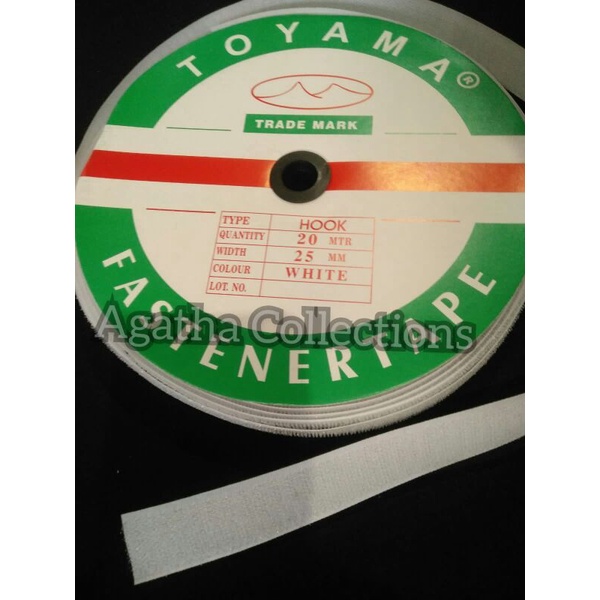 TOYAMA®
TRADE MARK
TYPE HOOK
QUANTITY 20 MTR
WIDTH 25 MM
COLOUR WHITE
LOT. NO.
Agatha Collections
FASTENER TAPE